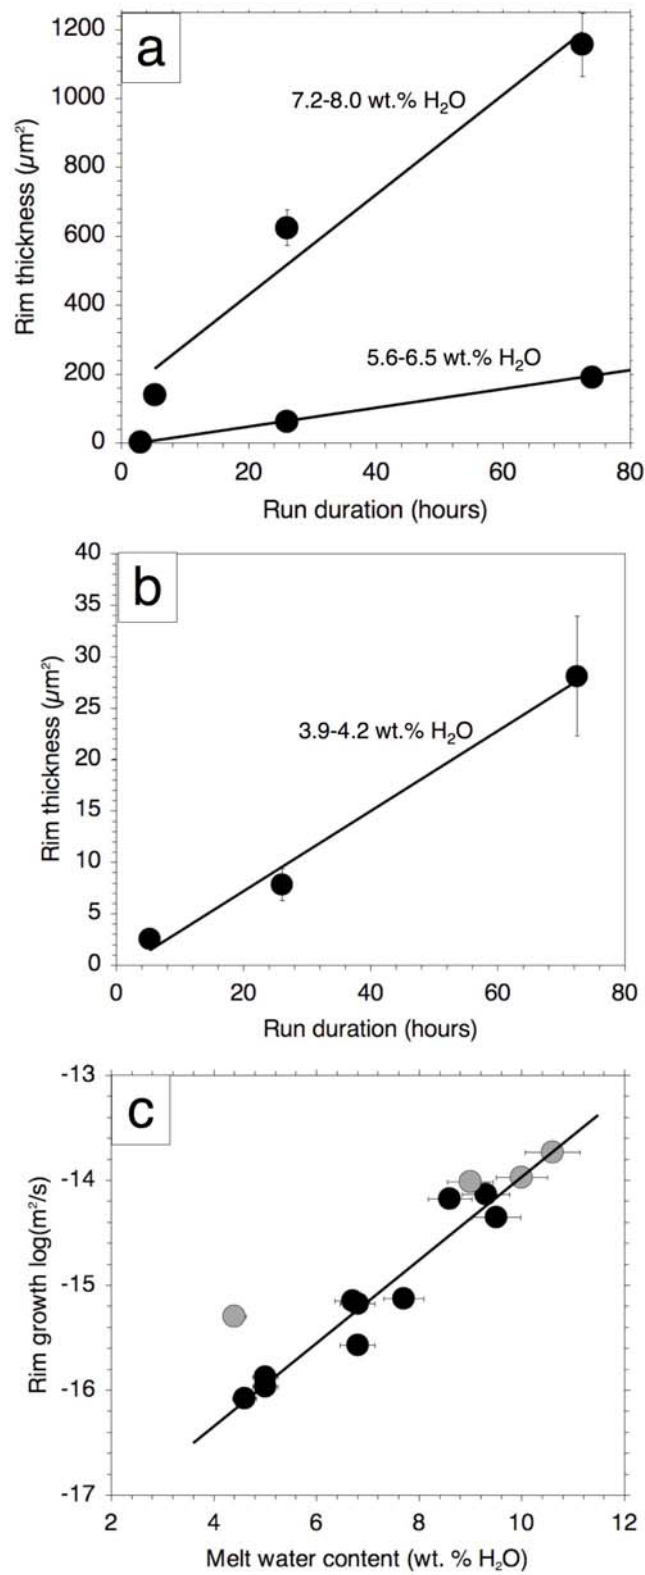 a
1200
1000
800
600
400
200
0
Rim thickness (µm²)
7.2-8.0 wt.% H₂O
5.6-6.5 wt.% H₂O
0 20 40 60 80
Run duration (hours)
b
40
35
30
25
20
15
10
5
0
Rim thickness (µm²)
3.9-4.2 wt.% H₂O
0 20 40 60 80
Run duration (hours)
c
-13
-14
-15
-16
-17
Rim growth log(m²/s)
2 4 6 8 10 12
Melt water content (wt. % H₂O)